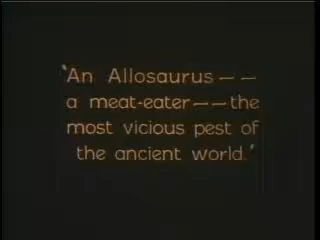 "An Allosaurus — —
a meat-eater — — the
most vicious pest of
the ancient world."